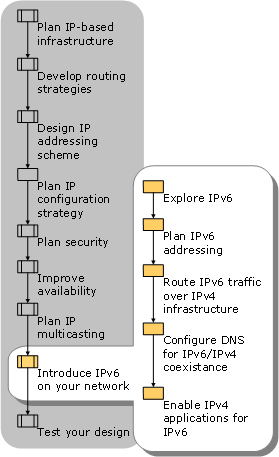 Plan IP-based
infrastructure
Develop routing
strategies
Design IP
addressing
scheme
Plan IP
configuration
strategy
Plan security
Improve
availability
Plan IP
multicasting
Introduce IPv6
on your network
Test your design
Explore IPv6
Plan IPv6
addressing
Route IPv6 traffic
over IPv4
infrastructure
Configure DNS
for IPv6/IPv4
coexistance
Enable IPv4
applications for
IPv6